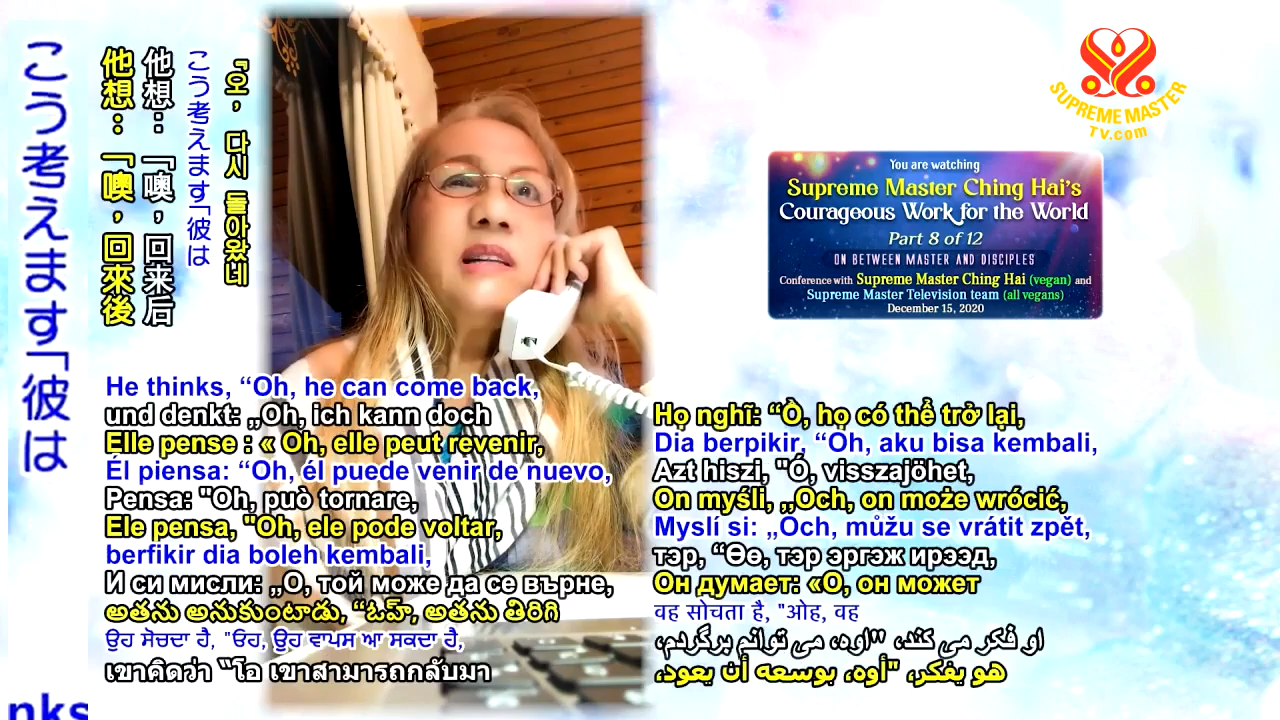 こう考えます「彼は
他想：「噢，回來後
他想：「噢，回来后
こう考えます「彼は
『오, 다시 돌아왔네
SUPREME MASTER
TV.com
You are watching
Supreme Master Ching Hai's
Courageous Work for the World
Part 8 of 12
ON BETWEEN MASTER AND DISCIPLES
Conference with Supreme Master Ching Hai (vegan) and
Supreme Master Television team (all vegans)
December 15, 2020
He thinks, “Oh, he can come back,
und denkt: „Oh, ich kann doch
Elle pense : « Oh, elle peut revenir,
Él piensa: “Oh, él puede venir de nuevo,
Pensa: "Oh, può tornare,
Ele pensa, "Oh, ele pode voltar,
berfikir dia boleh kembali,
И си мисли: „О, той може да се върне,
అతను అనుకుంటాడు, “ఓహ్, అతను తిరిగి
ਉਹ ਸੋਚਦਾ ਹੈ, "ਓਹ, ਉਹ ਵਾਪਸ ਆ ਸਕਦਾ ਹੈ,
เขาคิดว่า “โอ เขาสามารถกลับมา
Họ nghĩ: “Ồ, họ có thể trở lại,
Dia berpikir, “Oh, aku bisa kembali,
Azt hiszi, "Ó, visszajöhet,
On myśli, „Och, on może wrócić,
Myslí si: „Och, můžu se vrátit zpět,
тэр, “Өө, тэр эргэж ирээд,
Он думает: «О, он может
वह सोचता है, "ओह, वह
او فکر می کند، "اوه، می توانم برگردم،
هو يفكر، "أوه، بوسعه أن يعود،
nks